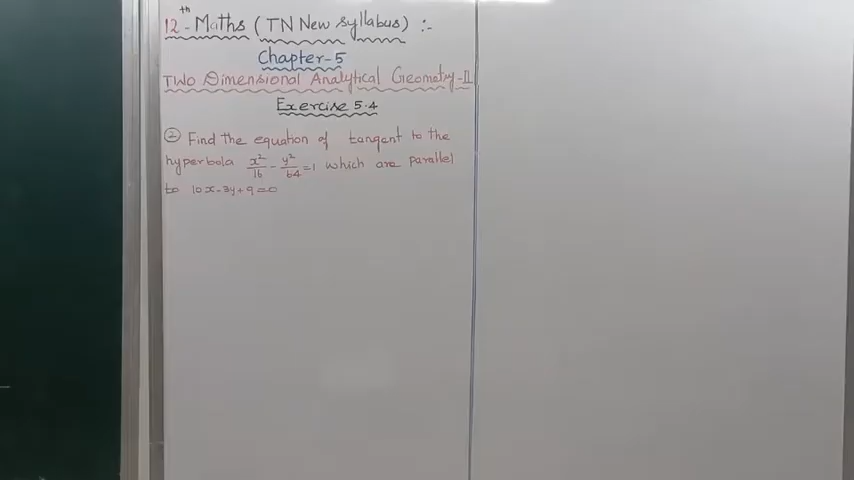 12th - Maths (TN New Syllabus) :-
Chapter-5
TWO Dimensional Analytical Geometry-II
Exercise 5.4
② Find the equation of tangent to the
hyperbola x²/16 - y²/64 = 1 which are parallel
to 10x-3y+9=0